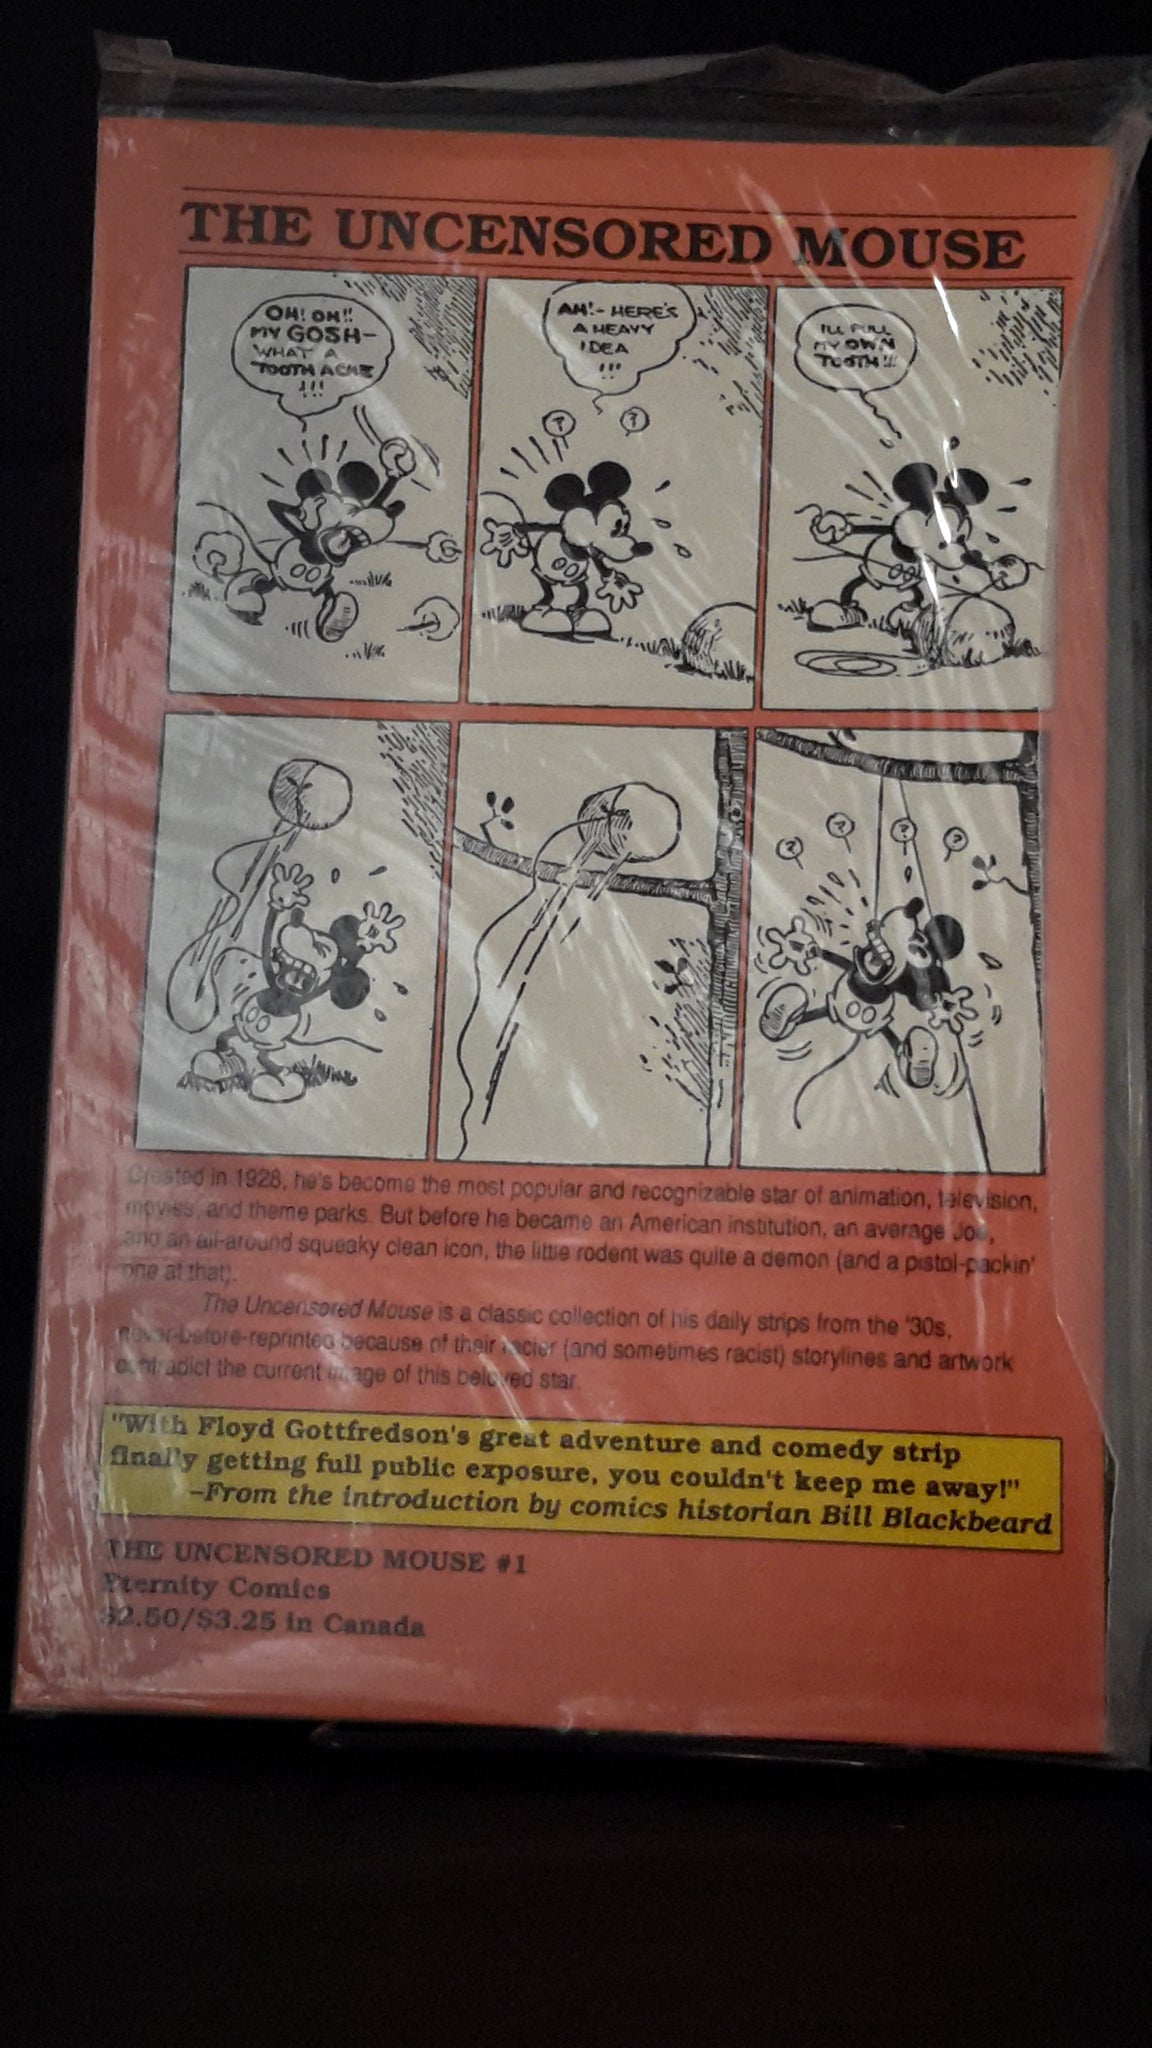 THE UNCENSORED MOUSE
OH! OH!!
MY GOSH-
WHAT A
TOOTH ACHE
!!!
AH!- HERE'S
A HEAVY
IDEA
!!!
?
?
I'LL PULL
MY OWN
TOOTH!!!
?
?
?
?
Created in 1928, he's become the most popular and recognizable star of animation, television,
movies, and theme parks. But before he became an American institution, an average Joe,
and an all-around squeaky clean icon, the little rodent was quite a demon (and a pistol-packin'
one at that).
The Uncensored Mouse is a classic collection of his daily strips from the '30s,
never-before-reprinted because of their racier (and sometimes racist) storylines and artwork
contradict the current image of this beloved star.
"With Floyd Gottfredson's great adventure and comedy strip
finally getting full public exposure, you couldn't keep me away!"
-From the introduction by comics historian Bill Blackbeard
THE UNCENSORED MOUSE #1
Eternity Comics
$2.50/$3.25 in Canada